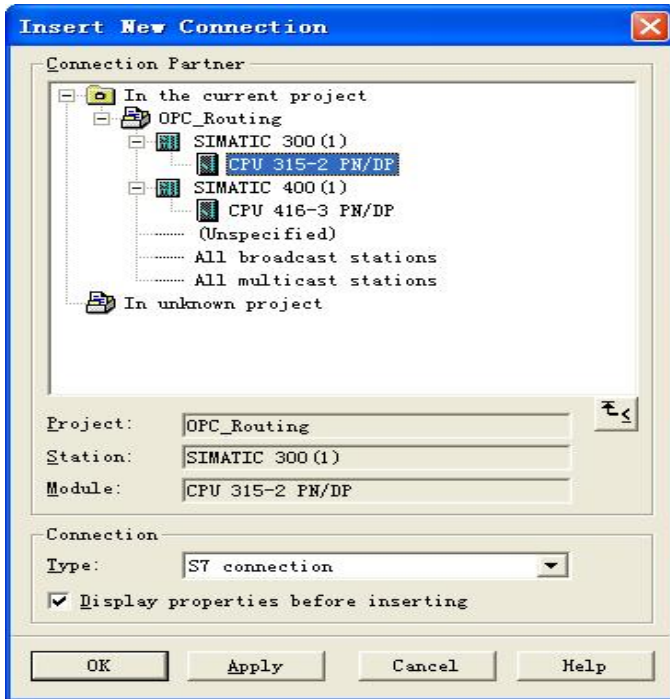 Insert New Connection
Connection Partner
In the current project
OPC_Routing
SIMATIC 300(1)
CPU 315-2 PN/DP
SIMATIC 400(1)
CPU 416-3 PN/DP
(Unspecified)
All broadcast stations
All multicast stations
In unknown project
Project: OPC_Routing
Station: SIMATIC 300(1)
Module: CPU 315-2 PN/DP
Connection
Type: S7 connection
Display properties before inserting
OK Apply Cancel Help